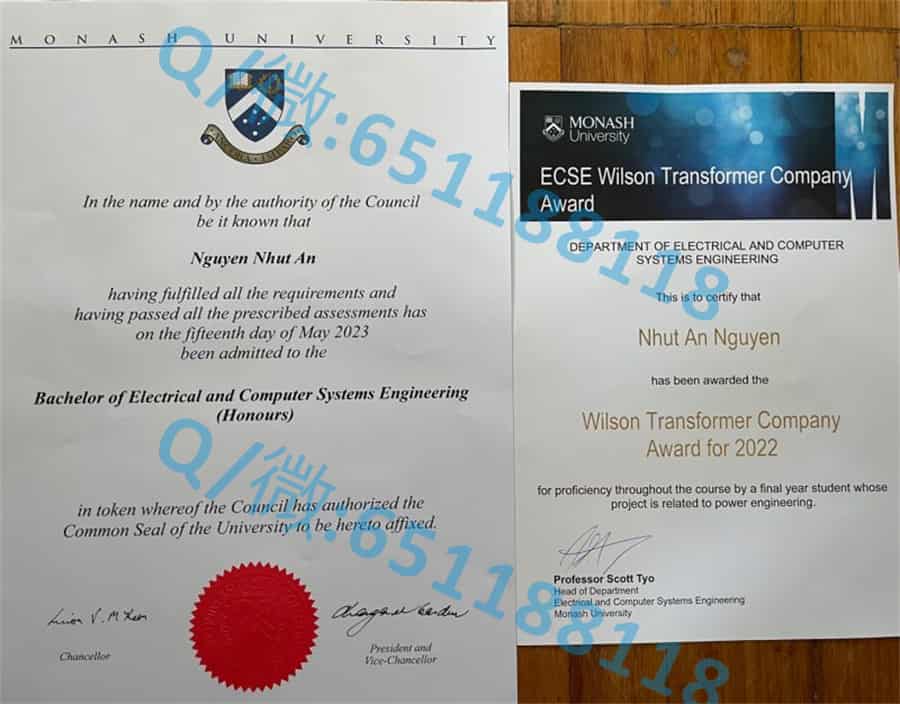 MONASH UNIVERSITY
ANCORA IMPARO
In the name and by the authority of the Council
be it known that
Nguyen Nhut An
having fulfilled all the requirements and
having passed all the prescribed assessments has
on the fifteenth day of May 2023
been admitted to the
Bachelor of Electrical and Computer Systems Engineering
(Honours)
in token whereof the Council has authorized the
Common Seal of the University to be hereto affixed.
Chancellor
President and
Vice-Chancellor
MONASH
University
ECSE Wilson Transformer Company
Award
DEPARTMENT OF ELECTRICAL AND COMPUTER
SYSTEMS ENGINEERING
This is to certify that
Nhut An Nguyen
has been awarded the
Wilson Transformer Company
Award for 2022
for proficiency throughout the course by a final year student whose
project is related to power engineering.
Professor Scott Tyo
Head of Department
Electrical and Computer Systems Engineering
Monash University
Q/微:651188118
Q/微:651188118